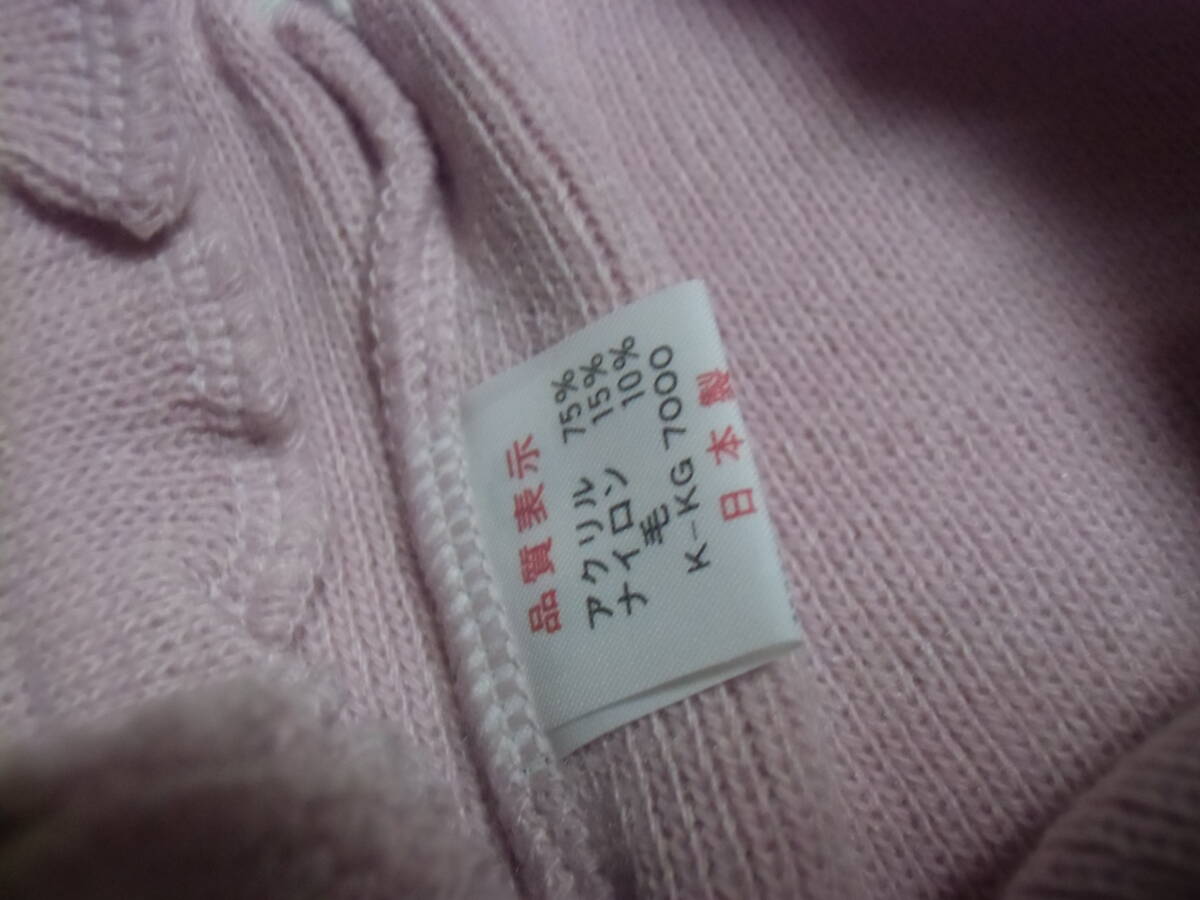 品質表示
アクリル 75%
ナイロン 15%
毛 10%
K-KG 7000
日本製